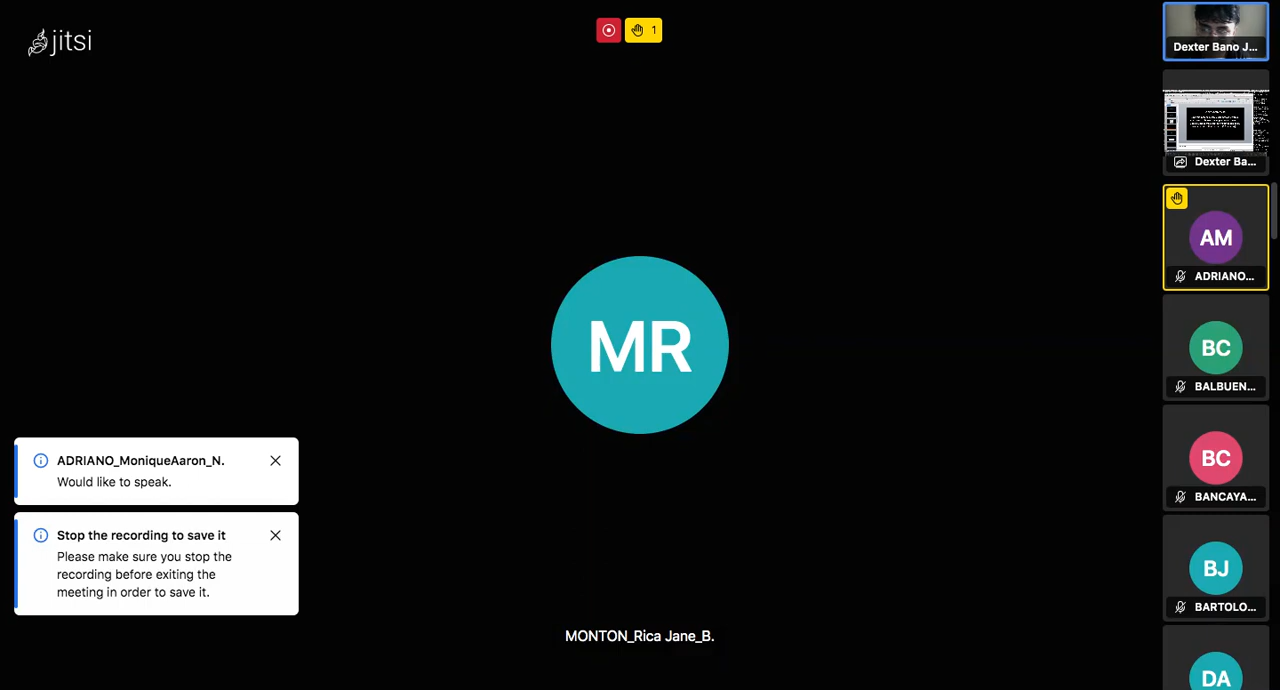 jitsi
1
Dexter Bano J...
Dexter Ba...
AM
ADRIANO...
BC
BALBUEN...
BC
BANCAYA...
BJ
BARTOLO...
DA
MR
MONTON_Rica Jane_B.
ADRIANO_MoniqueAaron_N.
Would like to speak.
Stop the recording to save it
Please make sure you stop the
recording before exiting the
meeting in order to save it.